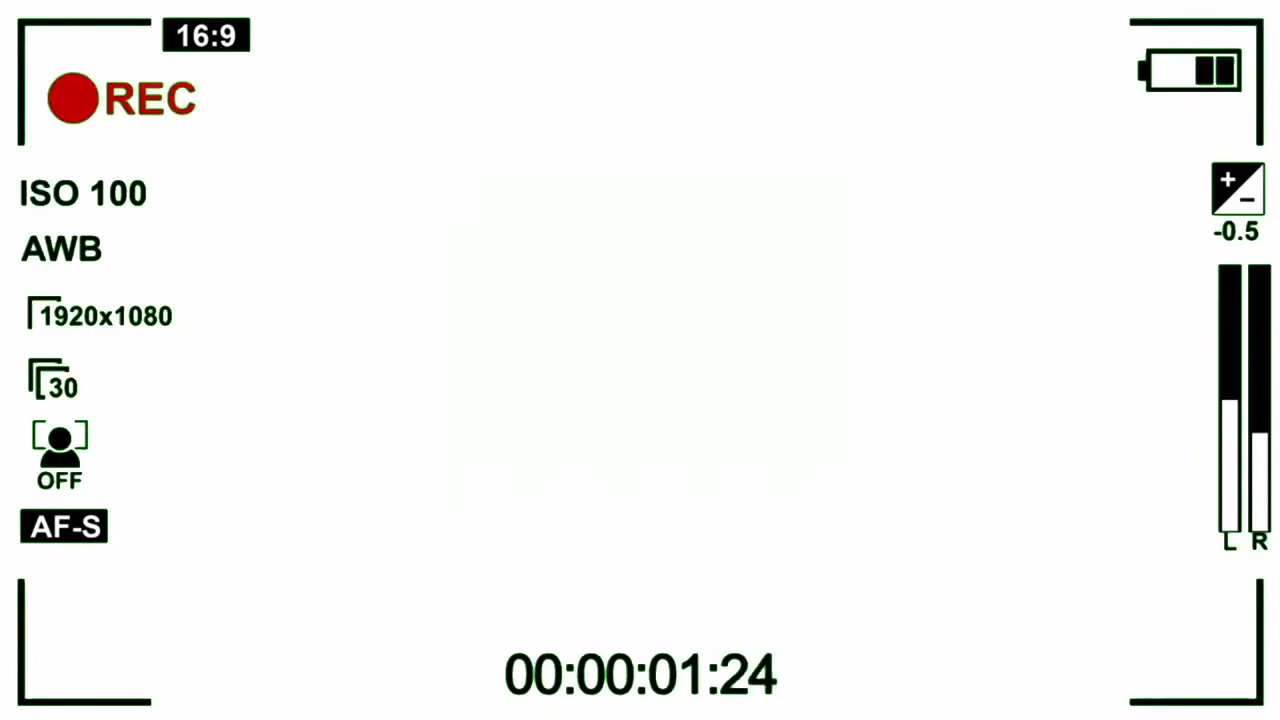 16:9
REC
ISO 100
AWB
1920x1080
30
OFF
AF-S
+
−
-0.5
L R
00:00:01:24